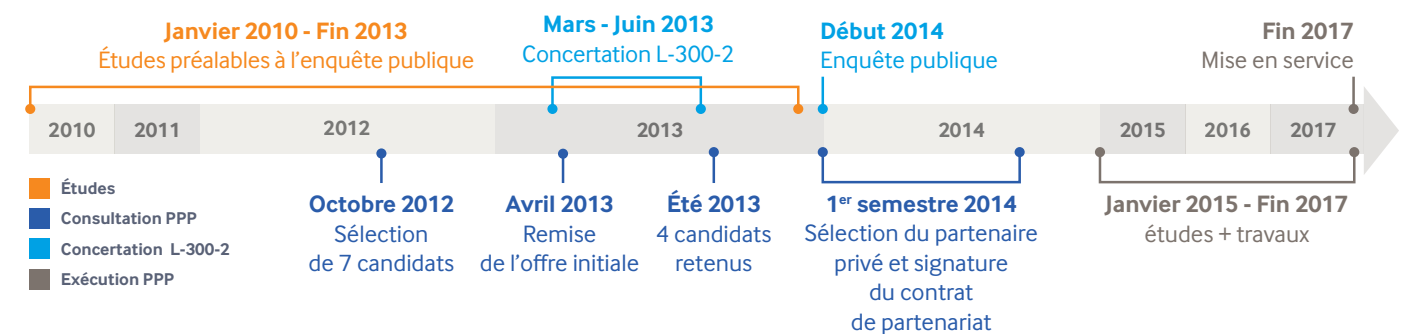 Janvier 2010 - Fin 2013
Études préalables à l'enquête publique
Mars - Juin 2013
Concertation L-300-2
Début 2014
Enquête publique
Fin 2017
Mise en service
2010
2011
2012
2013
2014
2015
2016
2017
Études
Consultation PPP
Concertation L-300-2
Exécution PPP
Octobre 2012
Sélection
de 7 candidats
Avril 2013
Remise
de l'offre initiale
Été 2013
4 candidats
retenus
1er semestre 2014
Sélection du partenaire
privé et signature
du contrat
de partenariat
Janvier 2015 - Fin 2017
études + travaux